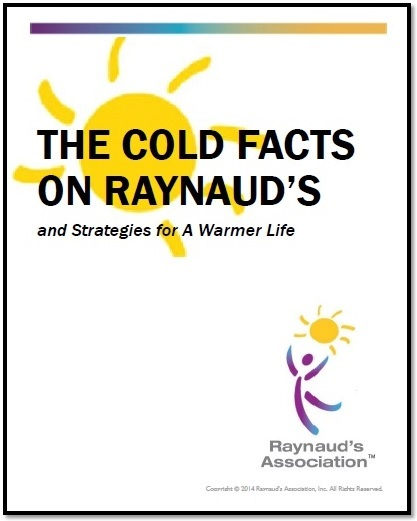 THE COLD FACTS
ON RAYNAUD'S
and Strategies for A Warmer Life
Raynaud's
Association™
Copyright © 2014 Raynaud's Association, Inc. All Rights Reserved.